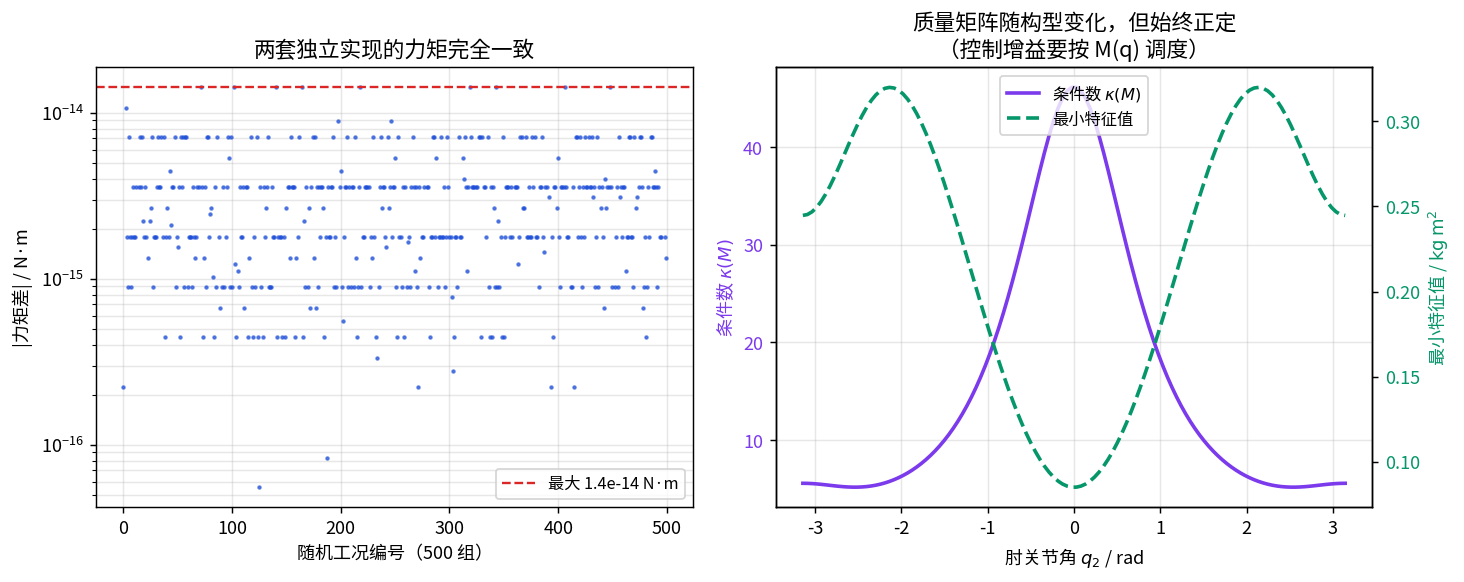 两套独立实现的力矩完全一致
|力矩差| / N·m
10⁻¹⁴
10⁻¹⁵
10⁻¹⁶
最大 1.4e-14 N·m
0 100 200 300 400 500
随机工况编号（500 组）
质量矩阵随构型变化，但始终正定
（控制增益要按 M(q) 调度）
条件数 κ(M)
最小特征值
条件数 κ(M)
40
30
20
10
0.30
0.25
0.20
0.15
0.10
最小特征值 / kg m²
-3 -2 -1 0 1 2 3
肘关节角 q₂ / rad